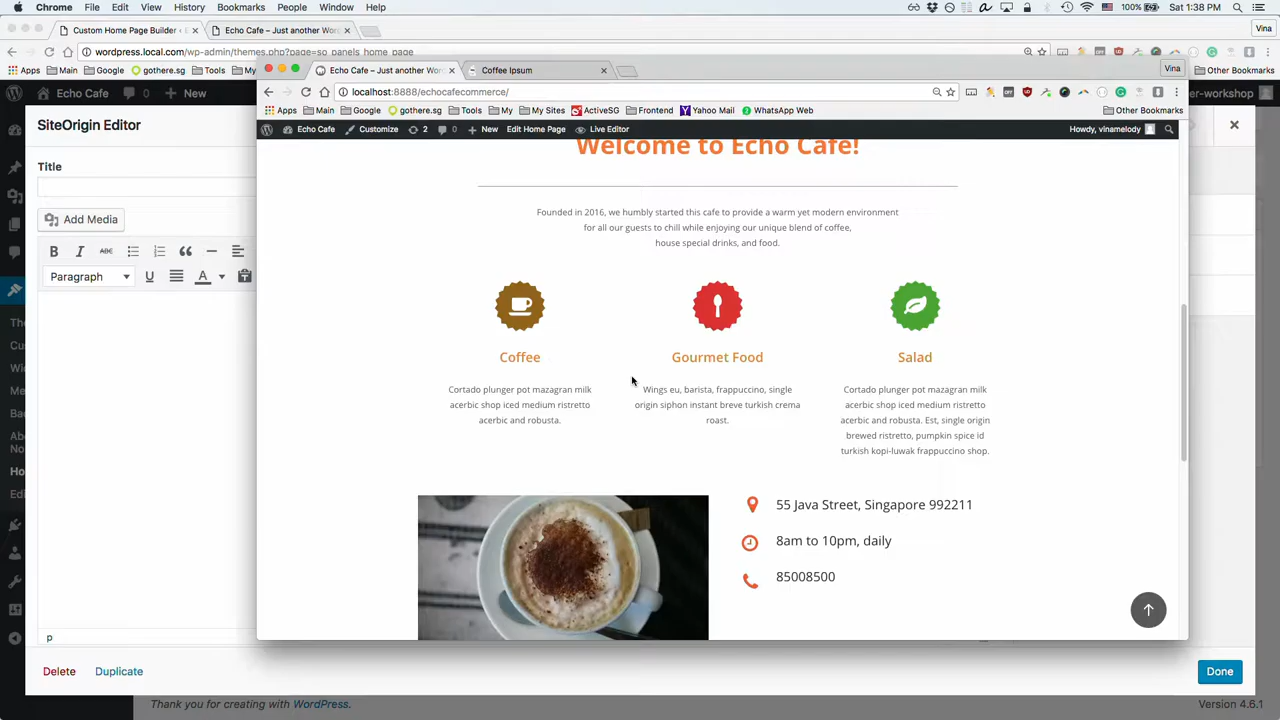 Chrome File Edit View History Bookmarks People Window Help 100% Sat 1:38 PM
Custom Home Page Builder ‹ E Echo Cafe – Just another Wor Vina
wordpress.local.com/wp-admin/themes.php?page=so_panels_home_page
Apps Main Google gothere.sg Tools My Other Bookmarks
Echo Cafe – Just another Wor Coffee Ipsum Vina
localhost:8888/echocafecommerce/
Apps Main Google gothere.sg Tools My My Sites ActiveSG Frontend Yahoo Mail WhatsApp Web Other Bookmarks
Echo Cafe New
Echo Cafe Customize 2 0 New Edit Home Page Live Editor Howdy, vinamelody
er-workshop
SiteOrigin Editor
Title
Add Media
B I ABC
Paragraph U A
p
Delete Duplicate
Done
Thank you for creating with WordPress.
Version 4.6.1
Welcome to Echo Cafe!
Founded in 2016, we humbly started this cafe to provide a warm yet modern environment
for all our guests to chill while enjoying our unique blend of coffee,
house special drinks, and food.
Coffee
Cortado plunger pot mazagran milk
acerbic shop iced medium ristretto
acerbic and robusta.
Gourmet Food
Wings eu, barista, frappuccino, single
origin siphon instant breve turkish crema
roast.
Salad
Cortado plunger pot mazagran milk
acerbic shop iced medium ristretto
acerbic and robusta. Est, single origin
brewed ristretto, pumpkin spice id
turkish kopi-luwak frappuccino shop.
55 Java Street, Singapore 992211
8am to 10pm, daily
85008500